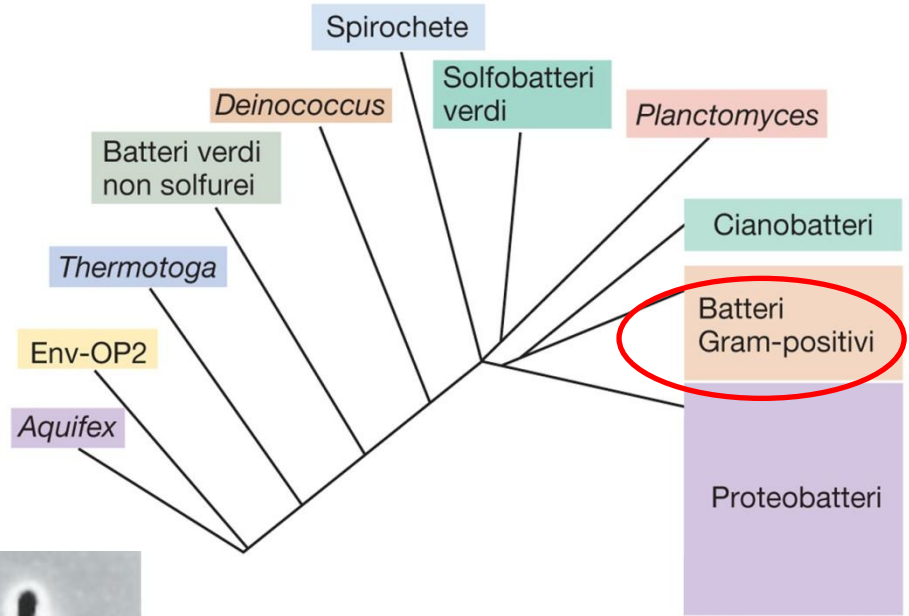 Spirochete
Solfobatteri
verdi
Deinococcus
Planctomyces
Batteri verdi
non solfurei
Cianobatteri
Thermotoga
Batteri
Gram-positivi
Env-OP2
Aquifex
Proteobatteri